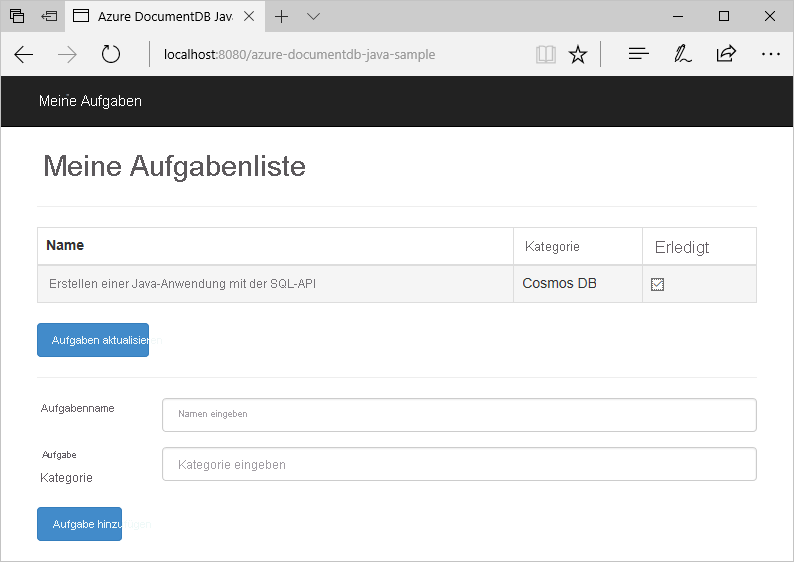 Azure DocumentDB Java
localhost:8080/azure-documentdb-java-sample
Meine Aufgaben
Meine Aufgabenliste
Name Kategorie Erledigt
Erstellen einer Java-Anwendung mit der SQL-API Cosmos DB
Aufgaben aktualisier
Aufgabenname Namen eingeben
Aufgabe
Kategorie Kategorie eingeben
Aufgabe hinzufügen